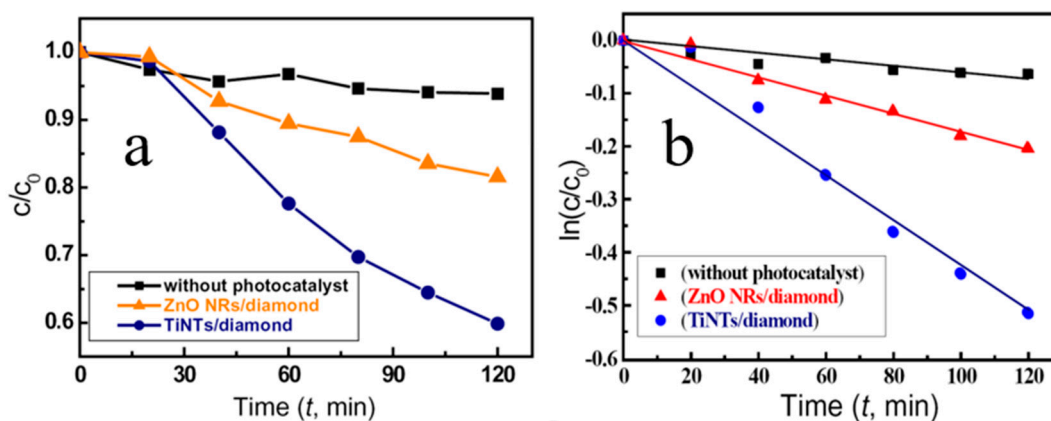 a
c/c0
1.0
0.9
0.8
0.7
0.6
without photocatalyst
ZnO NRs/diamond
TiNTs/diamond
0 30 60 90 120
Time (t, min)
b
ln(c/c0)
0.0
-0.1
-0.2
-0.3
-0.4
-0.5
-0.6
(without photocatalyst)
(ZnO NRs/diamond)
(TiNTs/diamond)
0 20 40 60 80 100 120
Time (t, min)